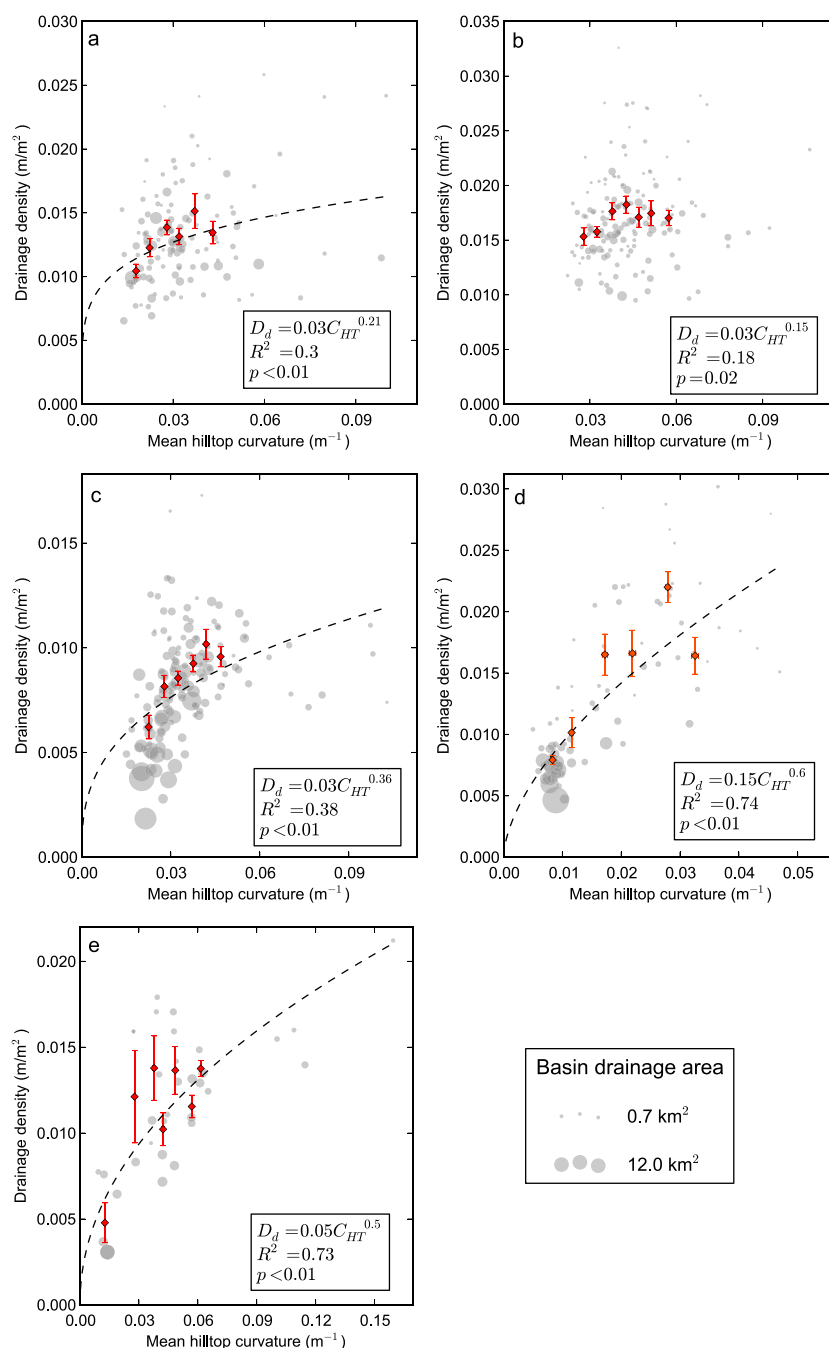 a
0.030
0.025
0.020
0.015
0.010
0.005
0.000
Drainage density (m/m²)
0.00 0.03 0.06 0.09
Mean hilltop curvature (m⁻¹)
D_d = 0.03C_HT^0.21
R² = 0.3
p < 0.01
b
0.035
0.030
0.025
0.020
0.015
0.010
0.005
0.000
Drainage density (m/m²)
0.00 0.03 0.06 0.09
Mean hilltop curvature (m⁻¹)
D_d = 0.03C_HT^0.15
R² = 0.18
p = 0.02
c
0.015
0.010
0.005
0.000
Drainage density (m/m²)
0.00 0.03 0.06 0.09
Mean hilltop curvature (m⁻¹)
D_d = 0.03C_HT^0.36
R² = 0.38
p < 0.01
d
0.030
0.025
0.020
0.015
0.010
0.005
0.000
Drainage density (m/m²)
0.00 0.01 0.02 0.03 0.04 0.05
Mean hilltop curvature (m⁻¹)
D_d = 0.15C_HT^0.6
R² = 0.74
p < 0.01
e
0.020
0.015
0.010
0.005
0.000
Drainage density (m/m²)
0.00 0.03 0.06 0.09 0.12 0.15
Mean hilltop curvature (m⁻¹)
D_d = 0.05C_HT^0.5
R² = 0.73
p < 0.01
Basin drainage area
0.7 km²
12.0 km²